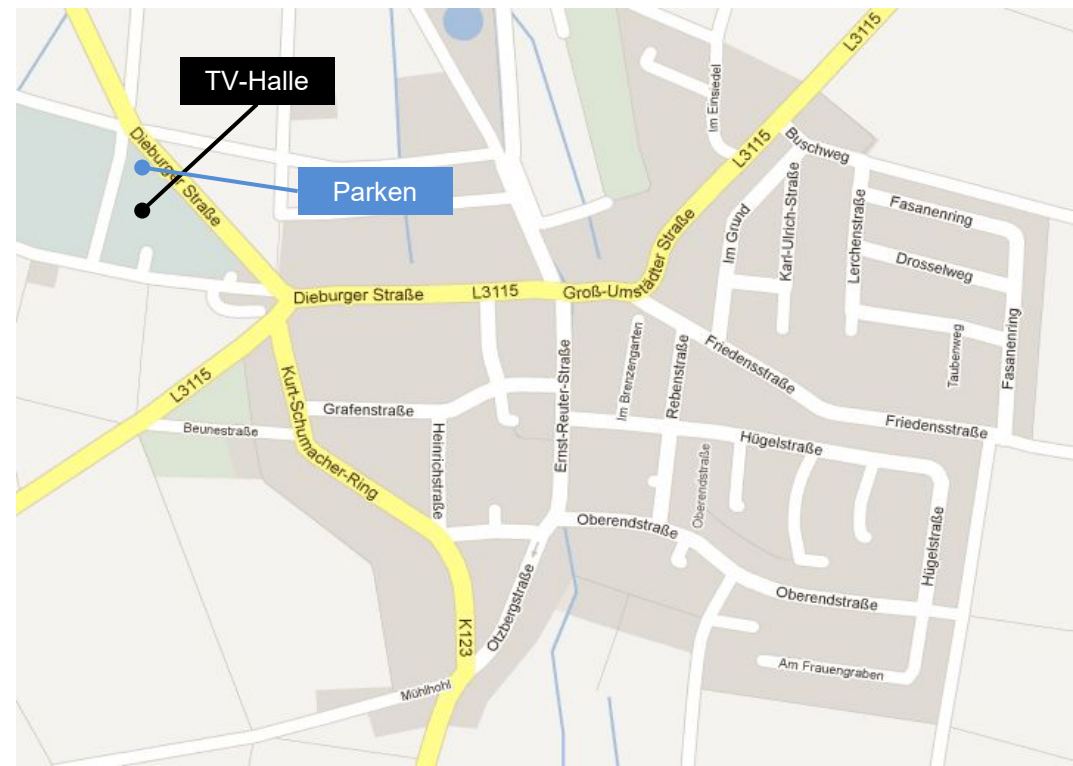 L3115
TV-Halle
Im Einsiedel
Dieburger Straße
L3115
Buschweg
Parken
Karl-Ulrich-Straße
Fasanenring
Im Grund
Lerchenstraße
Drosselweg
Dieburger Straße
L3115
Groß-Umstädter Straße
Taubenweg
Fasanenring
Friedensstraße
Im Brenzengarten
Rebenstraße
L3115
Kurt-Schumacher-Ring
Grafenstraße
Ernst-Reuter-Straße
Beunestraße
Heinrichstraße
Friedensstraße
Hügelstraße
Oberendstraße
Oberendstraße
Hügelstraße
Otzbergstraße
Oberendstraße
K123
Am Frauengraben
Mühlhohl